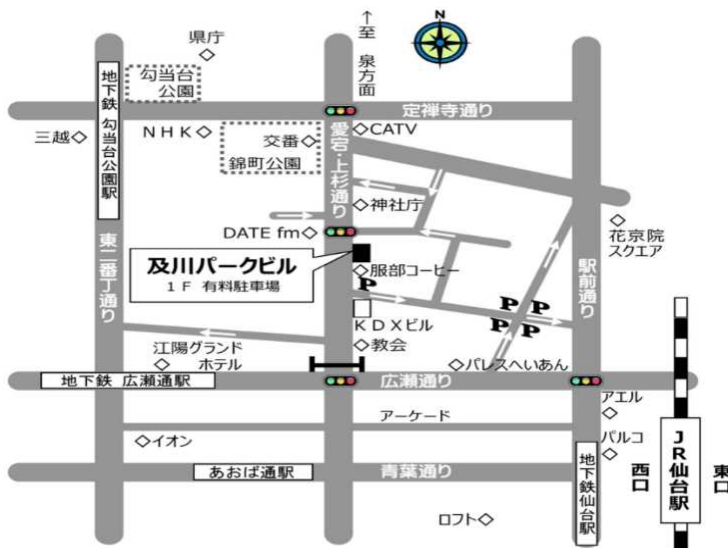 ↑至 泉方面
N
県庁
勾当台
公園
地下鉄 勾当台公園駅
定禅寺通り
三越
NHK
交番
錦町公園
CATV
愛宕・上杉通り
神社庁
DATE fm
花京院
スクエア
及川パークビル
1F 有料駐車場
東二番丁通り
駅前通り
服部コーヒー
P
P
P
P
P
KDXビル
教会
江陽グランド
ホテル
パレスへいあん
地下鉄 広瀬通駅
広瀬通り
アエル
アーケード
イオン
パルコ
JR仙台駅
西口
東口
あおば通駅
青葉通り
地下鉄仙台駅
ロフト